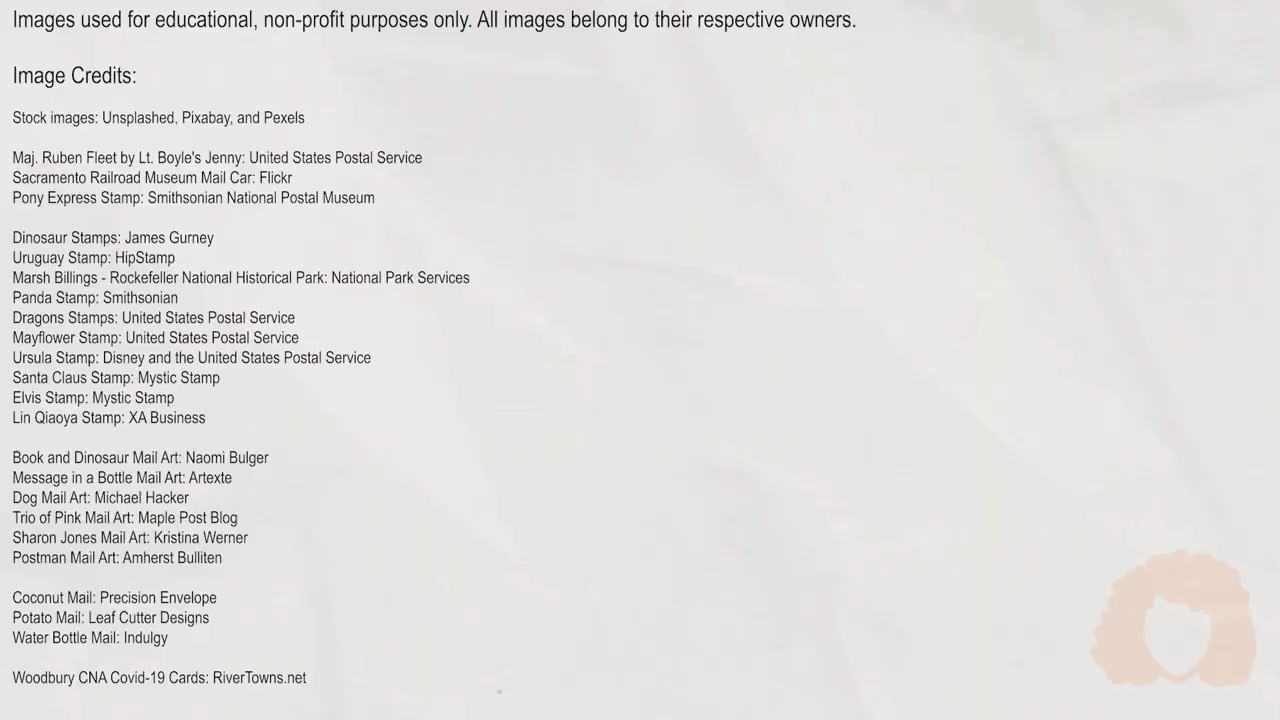 Images used for educational, non-profit purposes only. All images belong to their respective owners.
Image Credits:
Stock images: Unsplashed, Pixabay, and Pexels
Maj. Ruben Fleet by Lt. Boyle's Jenny: United States Postal Service
Sacramento Railroad Museum Mail Car: Flickr
Pony Express Stamp: Smithsonian National Postal Museum
Dinosaur Stamps: James Gurney
Uruguay Stamp: HipStamp
Marsh Billings - Rockefeller National Historical Park: National Park Services
Panda Stamp: Smithsonian
Dragons Stamps: United States Postal Service
Mayflower Stamp: United States Postal Service
Ursula Stamp: Disney and the United States Postal Service
Santa Claus Stamp: Mystic Stamp
Elvis Stamp: Mystic Stamp
Lin Qiaoya Stamp: XA Business
Book and Dinosaur Mail Art: Naomi Bulger
Message in a Bottle Mail Art: Artexte
Dog Mail Art: Michael Hacker
Trio of Pink Mail Art: Maple Post Blog
Sharon Jones Mail Art: Kristina Werner
Postman Mail Art: Amherst Bulliten
Coconut Mail: Precision Envelope
Potato Mail: Leaf Cutter Designs
Water Bottle Mail: Indulgy
Woodbury CNA Covid-19 Cards: RiverTowns.net